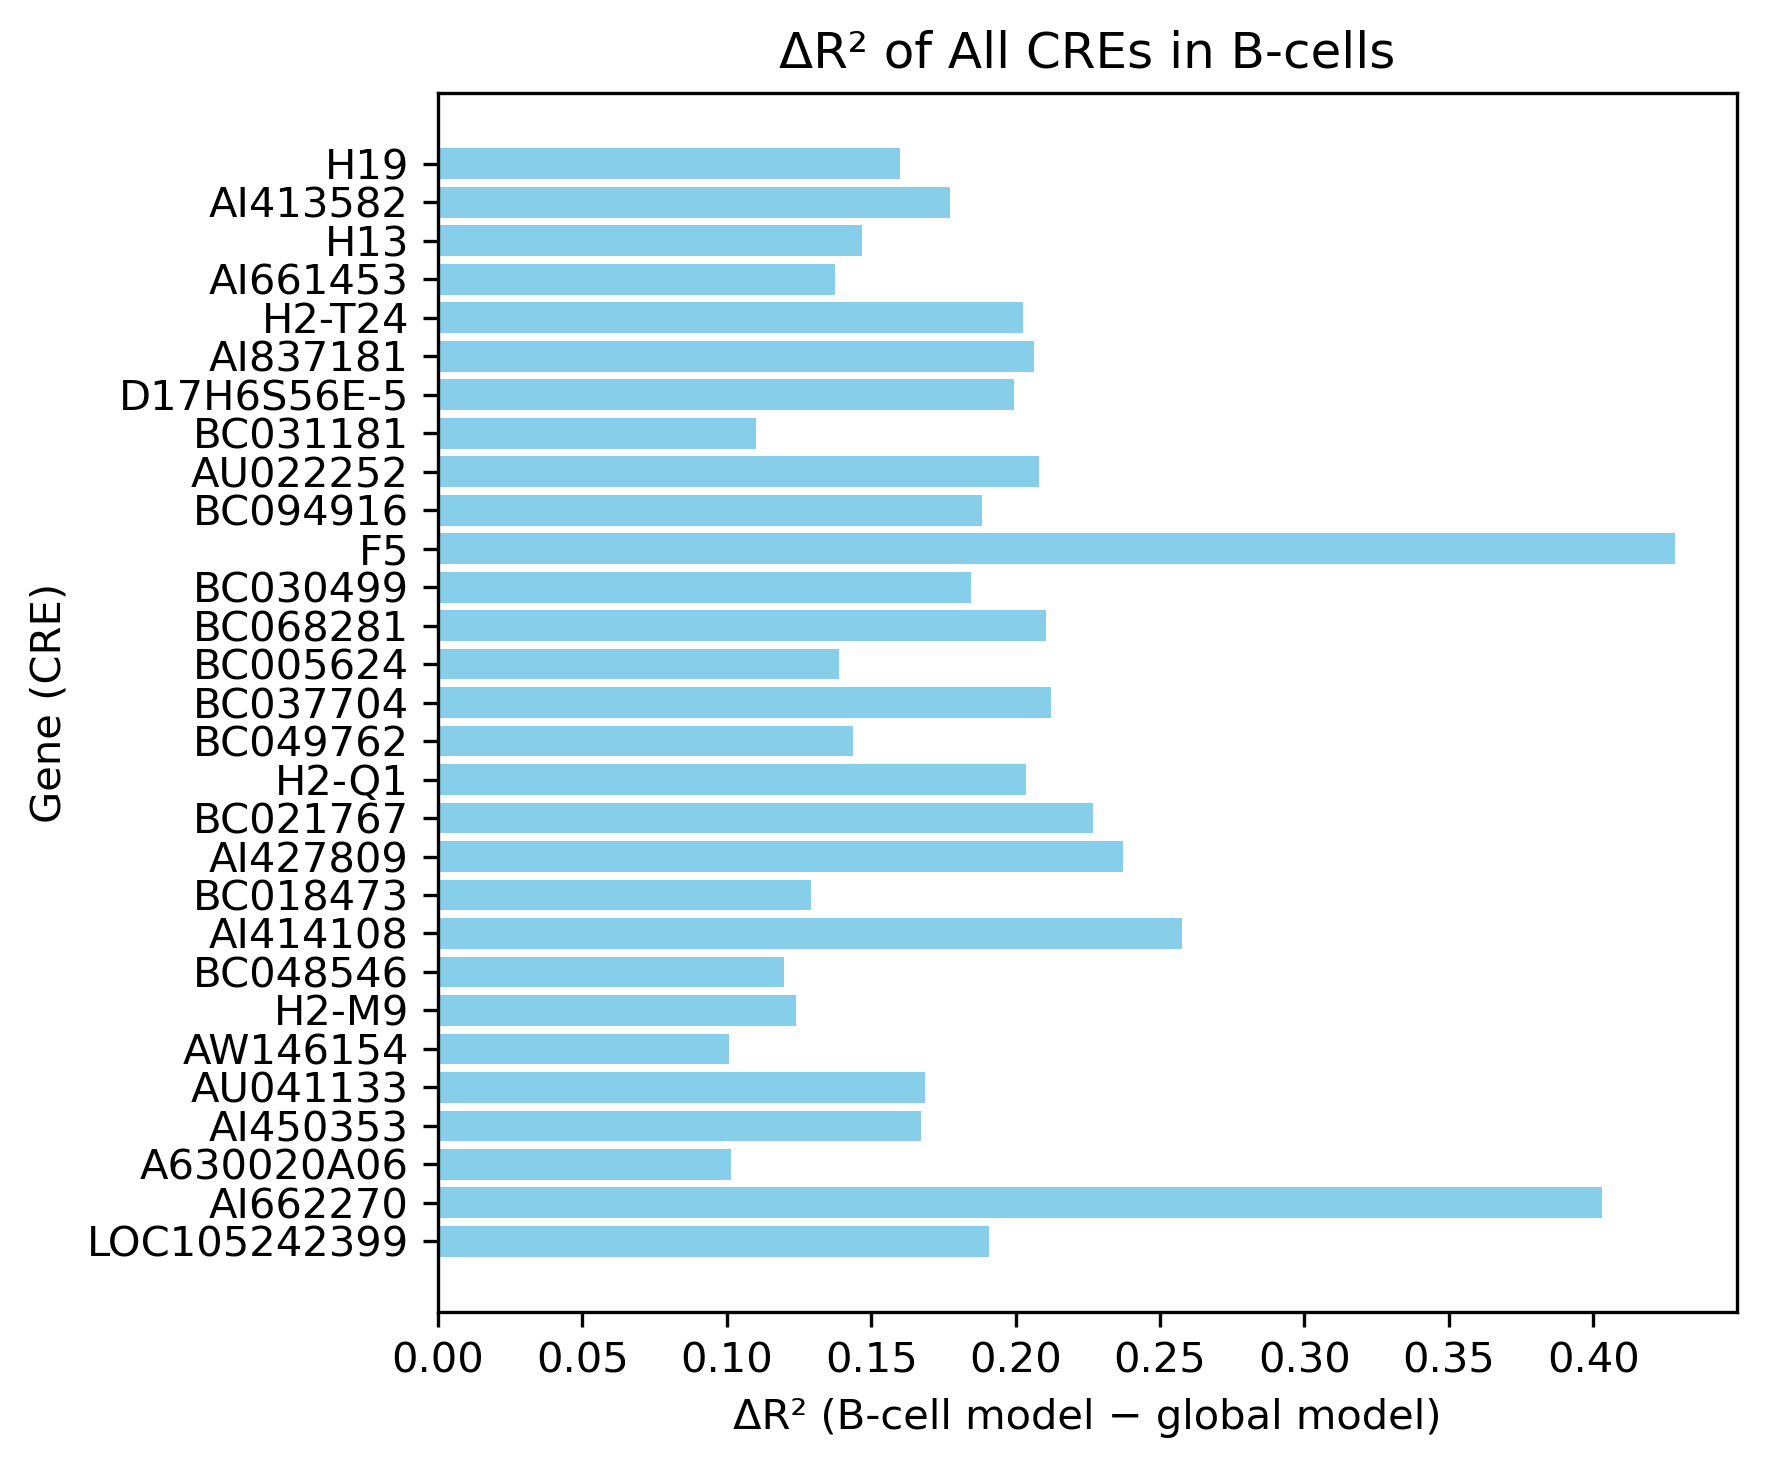 ΔR² of All CREs in B-cells
H19
AI413582
H13
AI661453
H2-T24
AI837181
D17H6S56E-5
BC031181
AU022252
BC094916
F5
BC030499
BC068281
BC005624
BC037704
BC049762
H2-Q1
BC021767
AI427809
BC018473
AI414108
BC048546
H2-M9
AW146154
AU041133
AI450353
A630020A06
AI662270
LOC105242399
Gene (CRE)
0.00 0.05 0.10 0.15 0.20 0.25 0.30 0.35 0.40
ΔR² (B-cell model − global model)